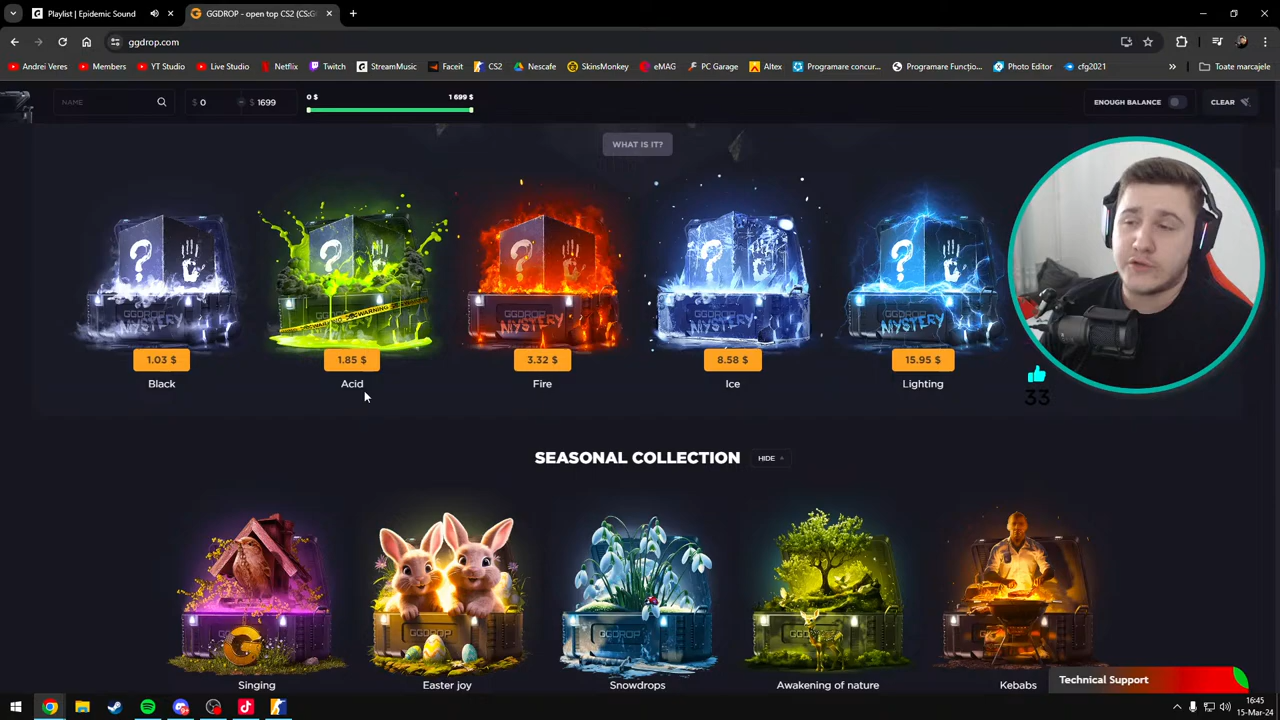 Playlist | Epidemic Sound
GGDROP - open top CS2 (CS:G
ggdrop.com
Andrei Veres
Members
YT Studio
Live Studio
Netflix
Twitch
StreamMusic
Faceit
CS2
Nescafe
SkinsMonkey
eMAG
PC Garage
Altex
Programare concur...
Programare Funcțio...
Photo Editor
cfg2021
Toate marcajele
NAME
$ 0
$ 1699
0 $
1 699 $
ENOUGH BALANCE
CLEAR
WHAT IS IT?
1.03 $
1.85 $
3.32 $
8.58 $
15.95 $
Black
Acid
Fire
Ice
Lighting
33
SEASONAL COLLECTION
HIDE
Singing
Easter joy
Snowdrops
Awakening of nature
Kebabs
Technical Support
16:45
15-Mar-24